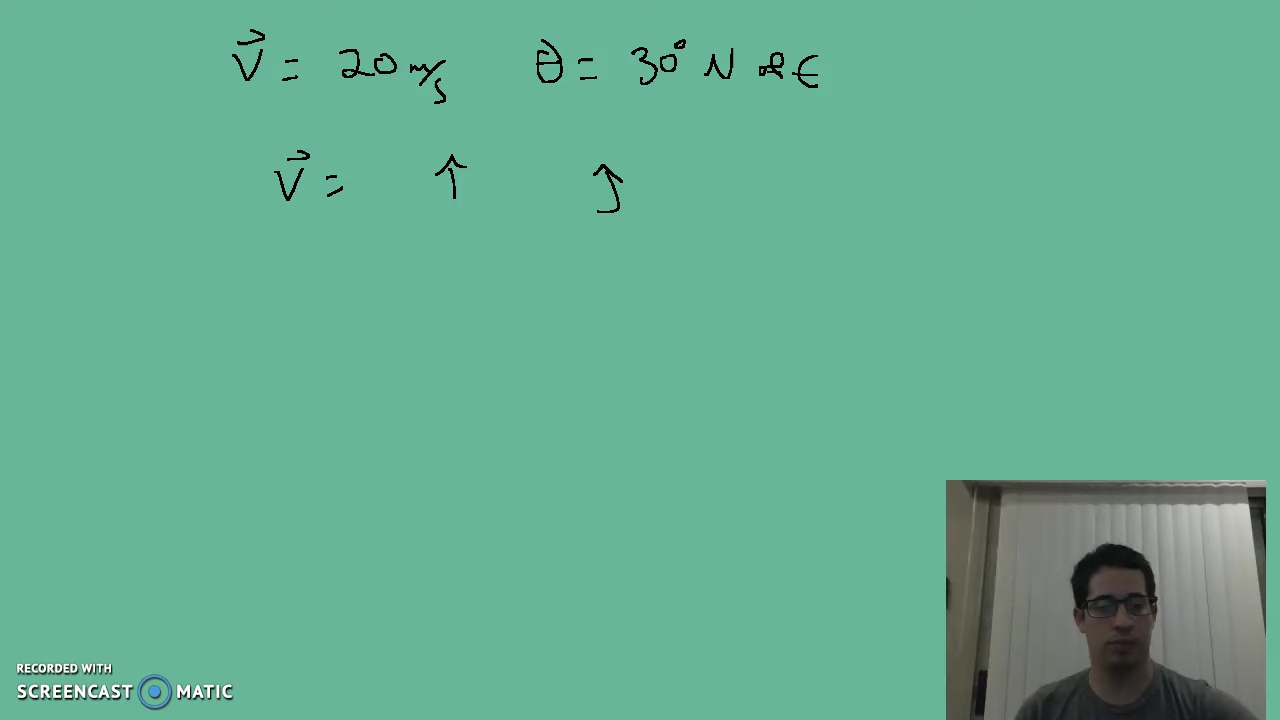 V⃗ = 20 m/s θ = 30° N of E
V⃗ = î ĵ
RECORDED WITH
SCREENCAST MATIC